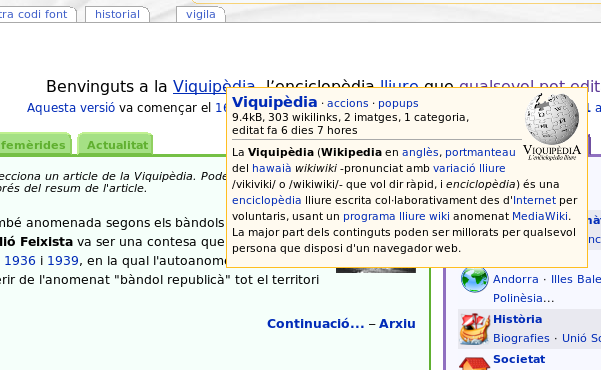 tra codi font historial vigila
Benvinguts a la Viquipèdia, l'enciclopèdia lliure que qualsevol pot edit
Aquesta versió va començar el 16
femèrides Actualitat
Viquipèdia · accions · popups
9.4kB, 303 wikilinks, 2 imatges, 1 categoria,
editat fa 6 dies 7 hores
VIQUIPÈDIA
L'enciclopèdia lliure
La Viquipèdia (Wikipedia en anglès, portmanteau
del hawaià wikiwiki -pronunciat amb variació lliure
/vikiviki/ o /wikiwiki/- que vol dir ràpid, i enciclopèdia) és una
enciclopèdia lliure escrita col·laborativament des d'Internet per
voluntaris, usant un programa lliure wiki anomenat MediaWiki.
La major part dels continguts poden ser millorats per qualsevol
persona que disposi d'un navegador web.
ecciona un article de la Viquipèdia. Pode
prés del resum de l'article.
mbé anomenada segons els bàndols
lió Feixista va ser una contesa que
1936 i 1939, en la qual l'autoanome
erir de l'anomenat "bàndol republicà" tot el territori
Continuació... – Arxiu
Andorra · Illes Bale
Polinèsia...
Història
Biografies · Unió So
Societat